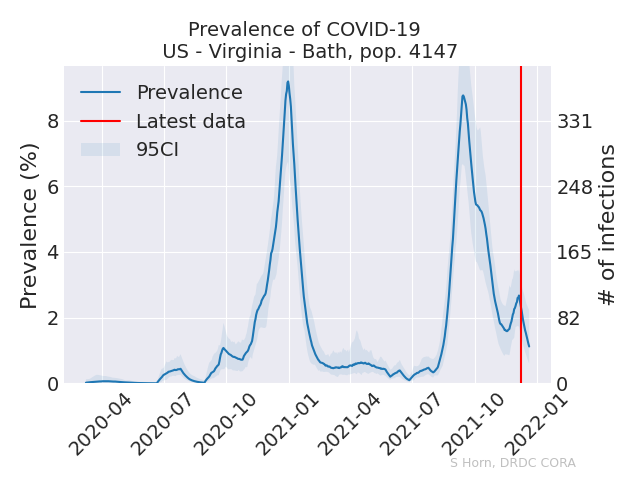 Prevalence of COVID-19
US - Virginia - Bath, pop. 4147
Prevalence
Latest data
95CI
Prevalence (%)
8
6
4
2
0
331
248
165
82
0
# of infections
2020-04
2020-07
2020-10
2021-01
2021-04
2021-07
2021-10
2022-01
S Horn, DRDC CORA